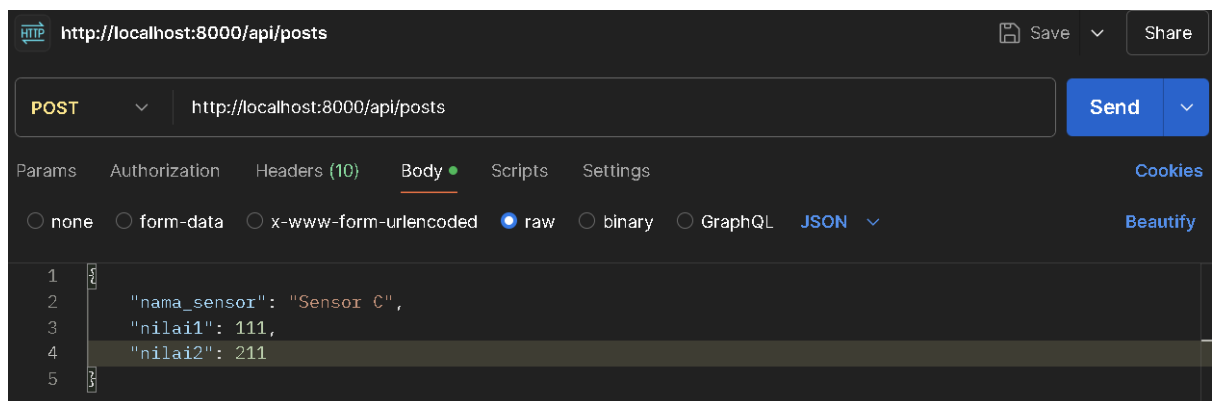 HTTP http://localhost:8000/api/posts Save Share
POST http://localhost:8000/api/posts Send
Params Authorization Headers (10) Body Scripts Settings Cookies
none form-data x-www-form-urlencoded raw binary GraphQL JSON Beautify
1 {
2 "nama_sensor": "Sensor C",
3 "nilai1": 111,
4 "nilai2": 211
5 }